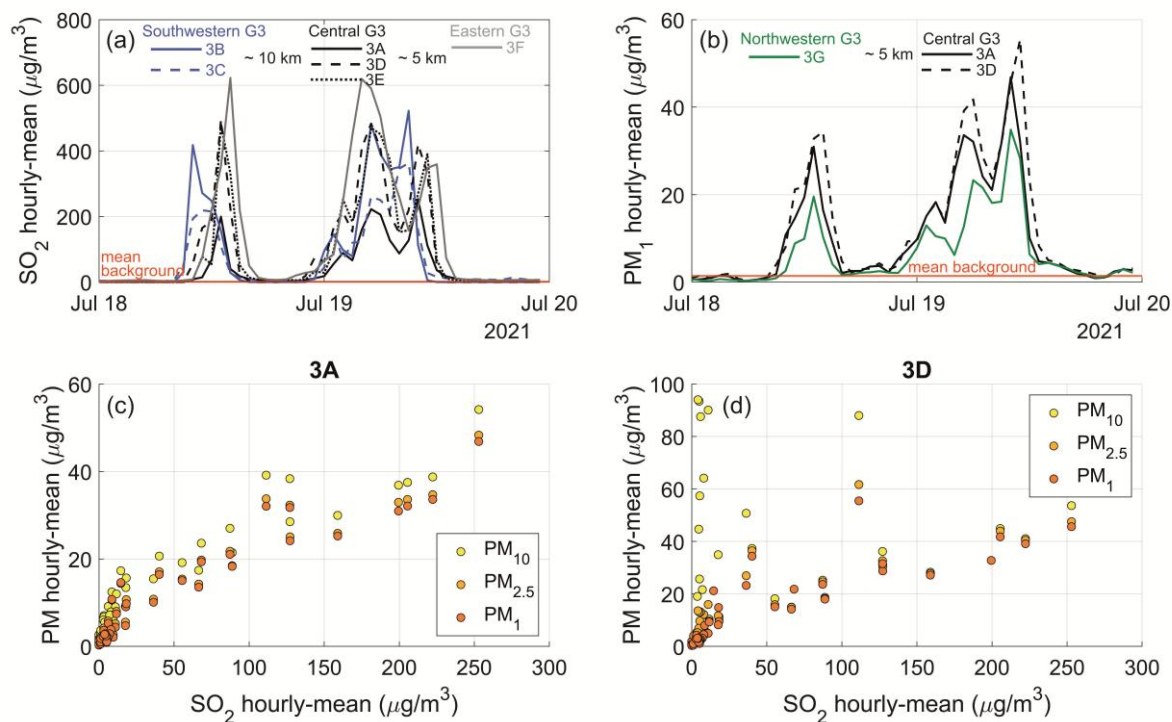 (a)
Southwestern G3 Central G3 Eastern G3
3B 3A 3F
3C ~ 10 km 3D ~ 5 km
3E
SO2 hourly-mean (μg/m3)
800
600
400
200
0
mean
background
Jul 18 Jul 19 Jul 20
2021
(b)
Northwestern G3 Central G3
3G ~ 5 km 3A
3D
PM1 hourly-mean (μg/m3)
60
40
20
0
mean background
Jul 18 Jul 19 Jul 20
2021
3A
(c)
PM hourly-mean (μg/m3)
60
40
20
0
PM10
PM2.5
PM1
0 50 100 150 200 250 300
SO2 hourly-mean (μg/m3)
3D
(d)
PM hourly-mean (μg/m3)
100
80
60
40
20
0
PM10
PM2.5
PM1
0 50 100 150 200 250 300
SO2 hourly-mean (μg/m3)